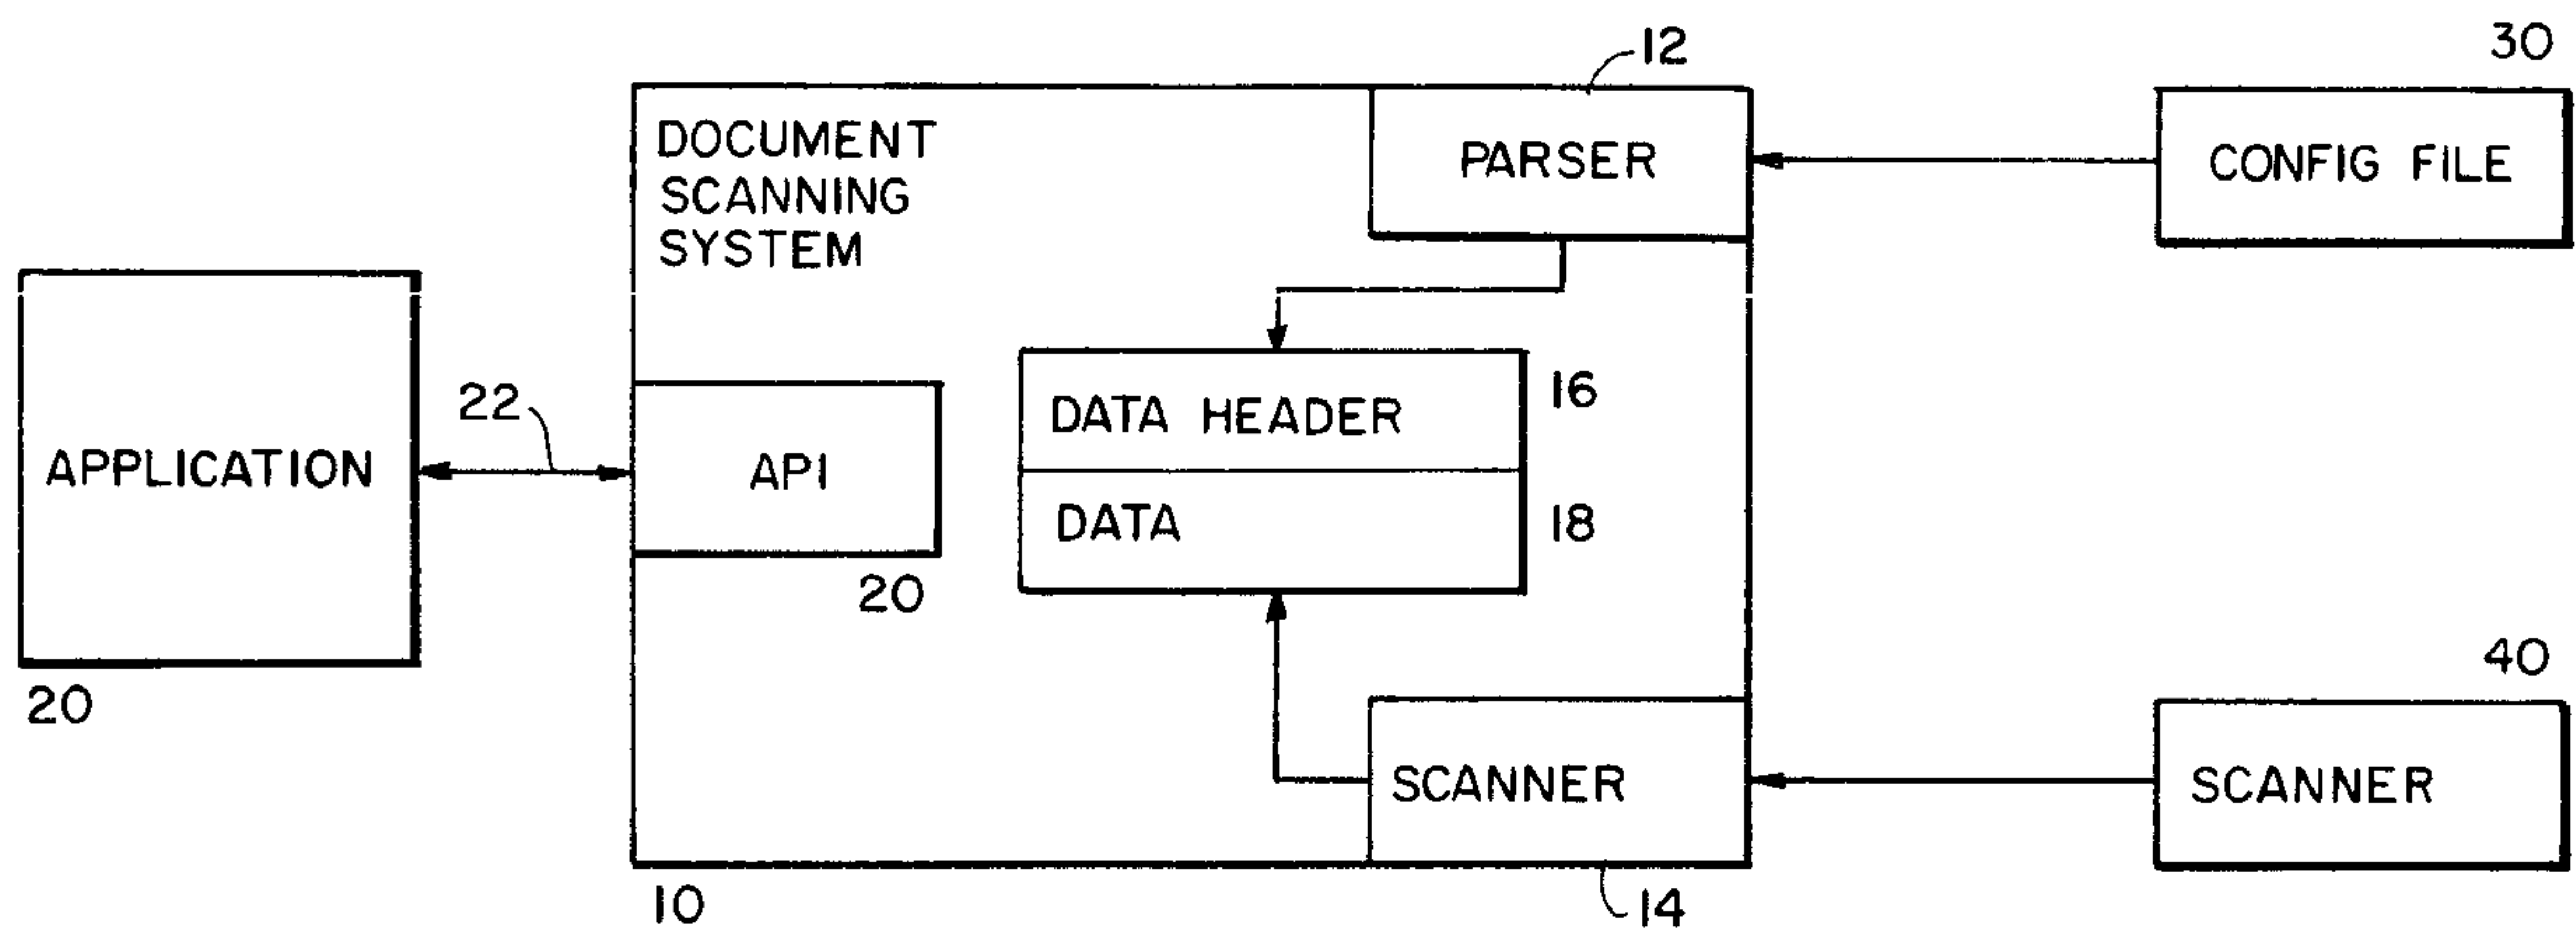 12
30
DOCUMENT
SCANNING
SYSTEM
PARSER
CONFIG FILE
22
DATA HEADER
16
APPLICATION
API
DATA
18
20
20
40
SCANNER
SCANNER
10
14